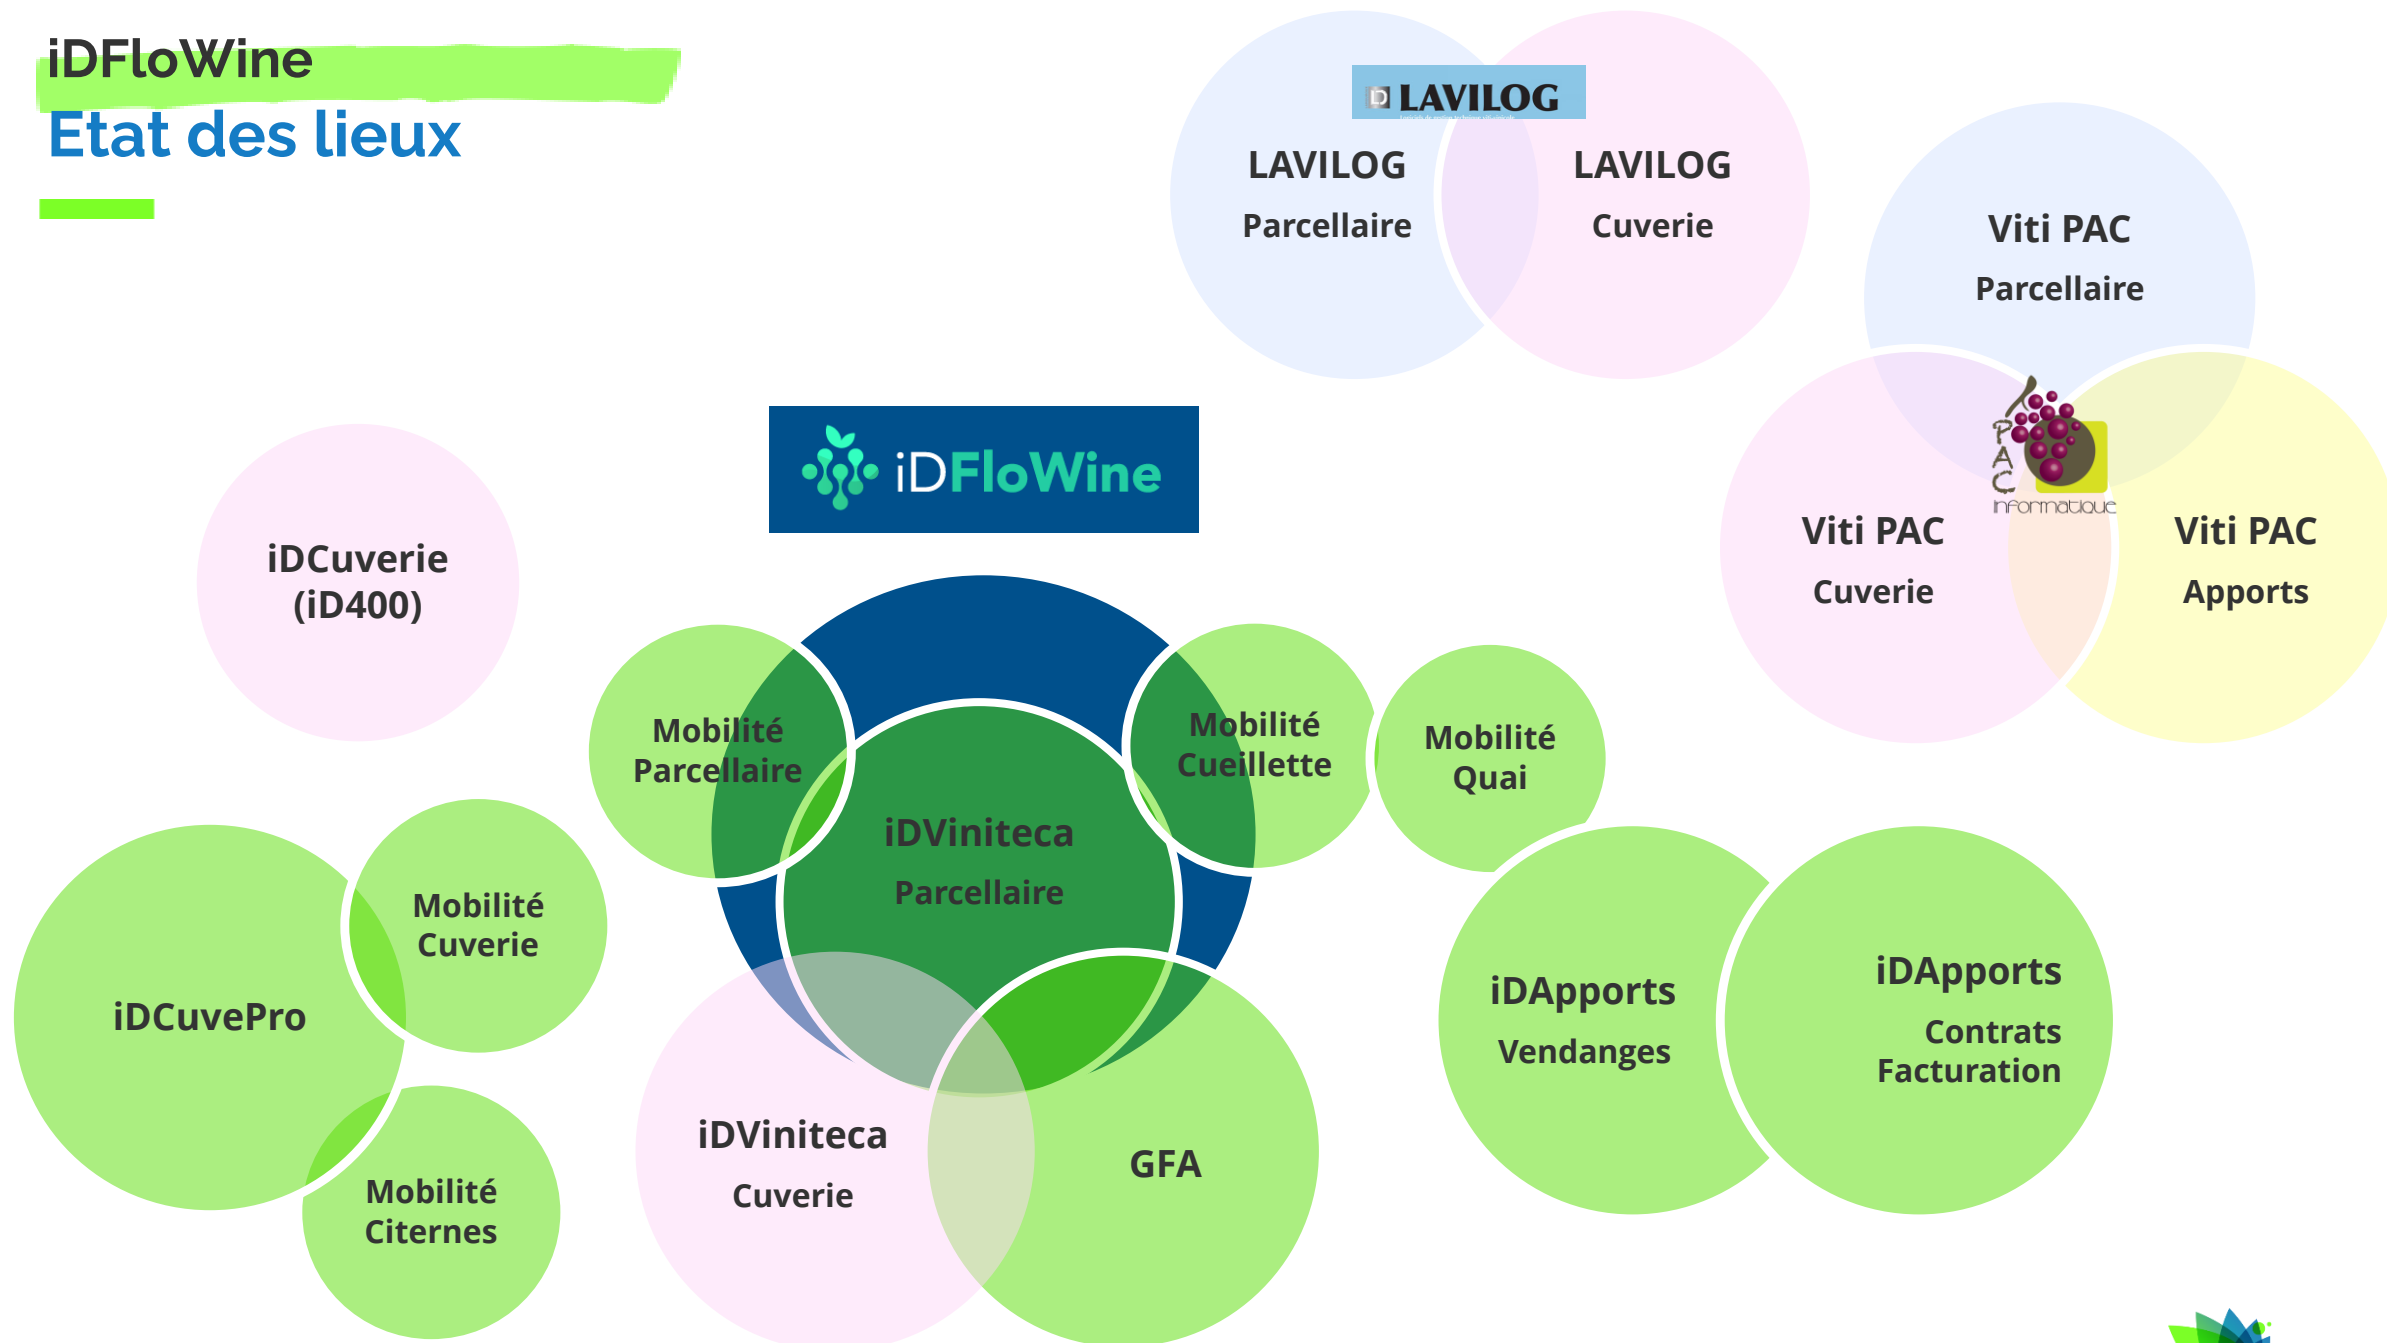 iDFloWine
Etat des lieux
iD LAVILOG
LAVILOG
Parcellaire
LAVILOG
Cuverie
Viti PAC
Parcellaire
PAC
informatique
Viti PAC
Cuverie
Viti PAC
Apports
iDFloWine
iDCuverie
(iD400)
Mobilité
Parcellaire
Mobilité
Cueillette
Mobilité
Quai
iDViniteca
Parcellaire
Mobilité
Cuverie
iDCuvePro
Mobilité
Citernes
iDViniteca
Cuverie
GFA
iDApports
Vendanges
iDApports
Contrats
Facturation